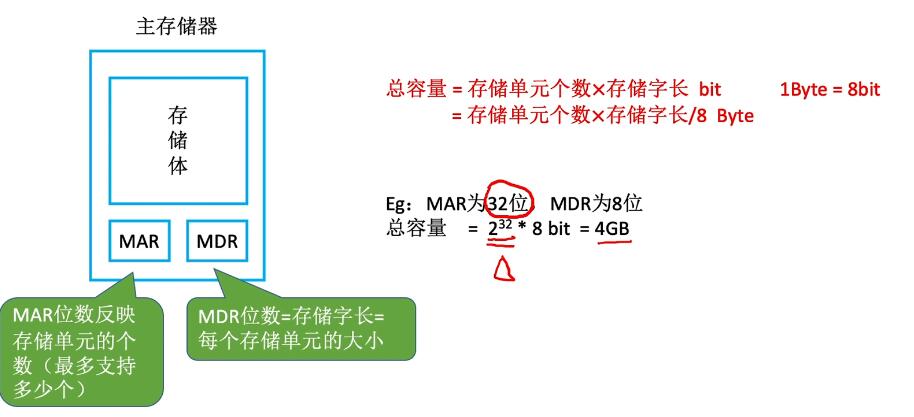 主存储器
存
储
体
MAR
MDR
MAR位数反映
存储单元的个
数（最多支持
多少个）
MDR位数=存储字长=
每个存储单元的大小
总容量 = 存储单元个数×存储字长 bit 1Byte = 8bit
= 存储单元个数×存储字长/8 Byte
Eg：MAR为32位，MDR为8位
总容量 = 2³² * 8 bit = 4GB